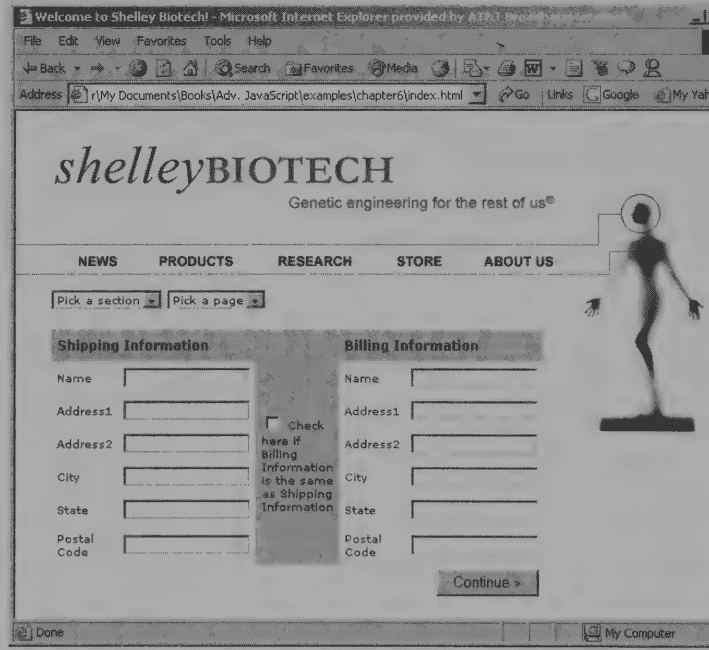 Welcome to Shelley Biotech! - Microsoft Internet Explorer provided by AT&T Broadband
File Edit View Favorites Tools Help
Back Search Favorites Media
Address r\My Documents\Books\Adv. JavaScript\examples\chapter6\index.html Go Links Google My Yah
shelleyBIOTECH
Genetic engineering for the rest of us®
NEWS PRODUCTS RESEARCH STORE ABOUT US
Pick a section Pick a page
Shipping Information Billing Information
Name Name
Address1 Address1
Check
Address2 here if Address2
Billing
Information
City is the same City
as Shipping
State Information State
Postal Postal
Code Code
Continue »
Done My Computer